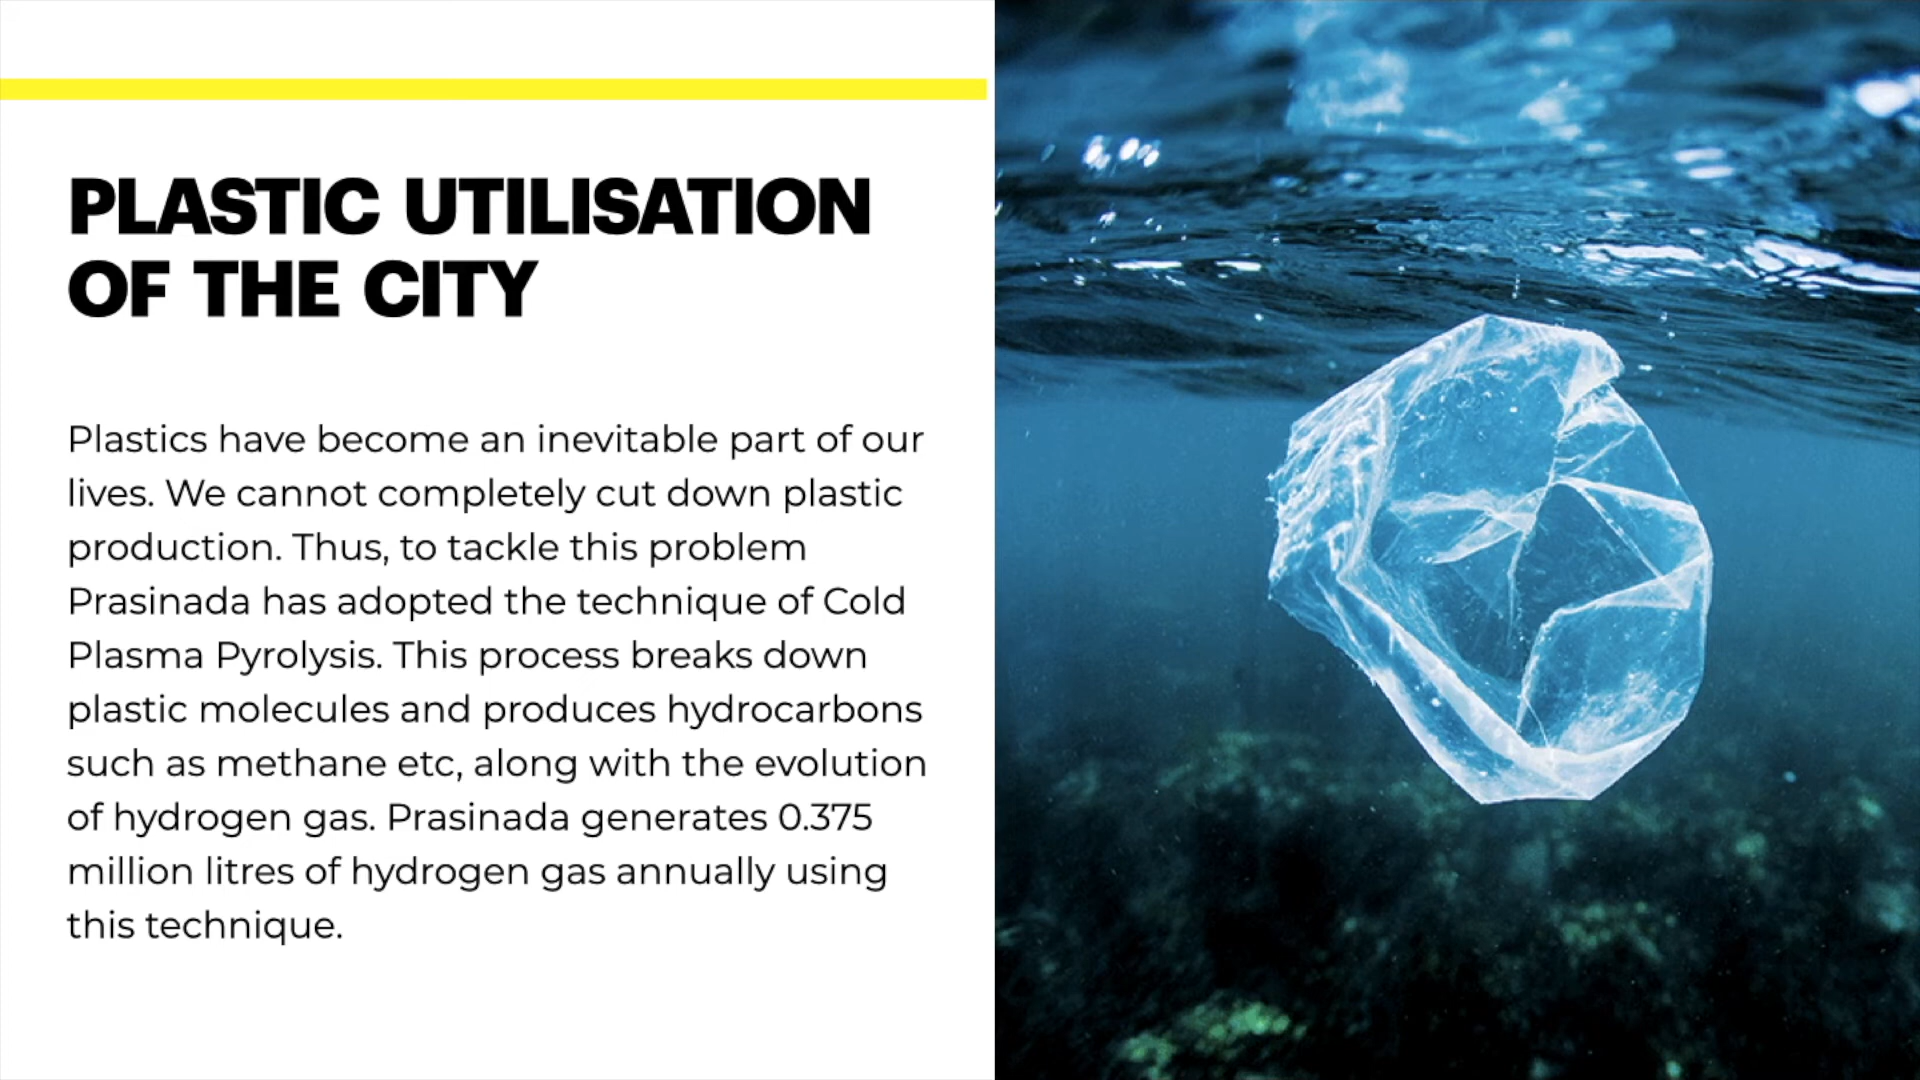 PLASTIC UTILISATION
OF THE CITY
Plastics have become an inevitable part of our
lives. We cannot completely cut down plastic
production. Thus, to tackle this problem
Prasinada has adopted the technique of Cold
Plasma Pyrolysis. This process breaks down
plastic molecules and produces hydrocarbons
such as methane etc, along with the evolution
of hydrogen gas. Prasinada generates 0.375
million litres of hydrogen gas annually using
this technique.